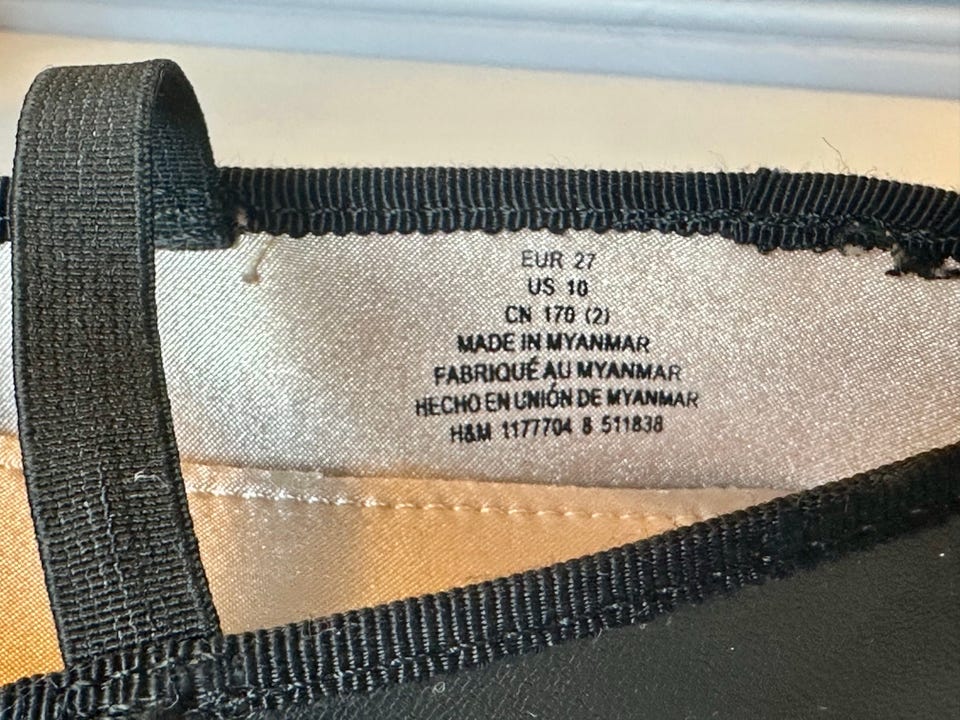 EUR 27
US 10
CN 170 (2)
MADE IN MYANMAR
FABRIQUÉ AU MYANMAR
HECHO EN UNIÓN DE MYANMAR
H&M 1177704 8 511838